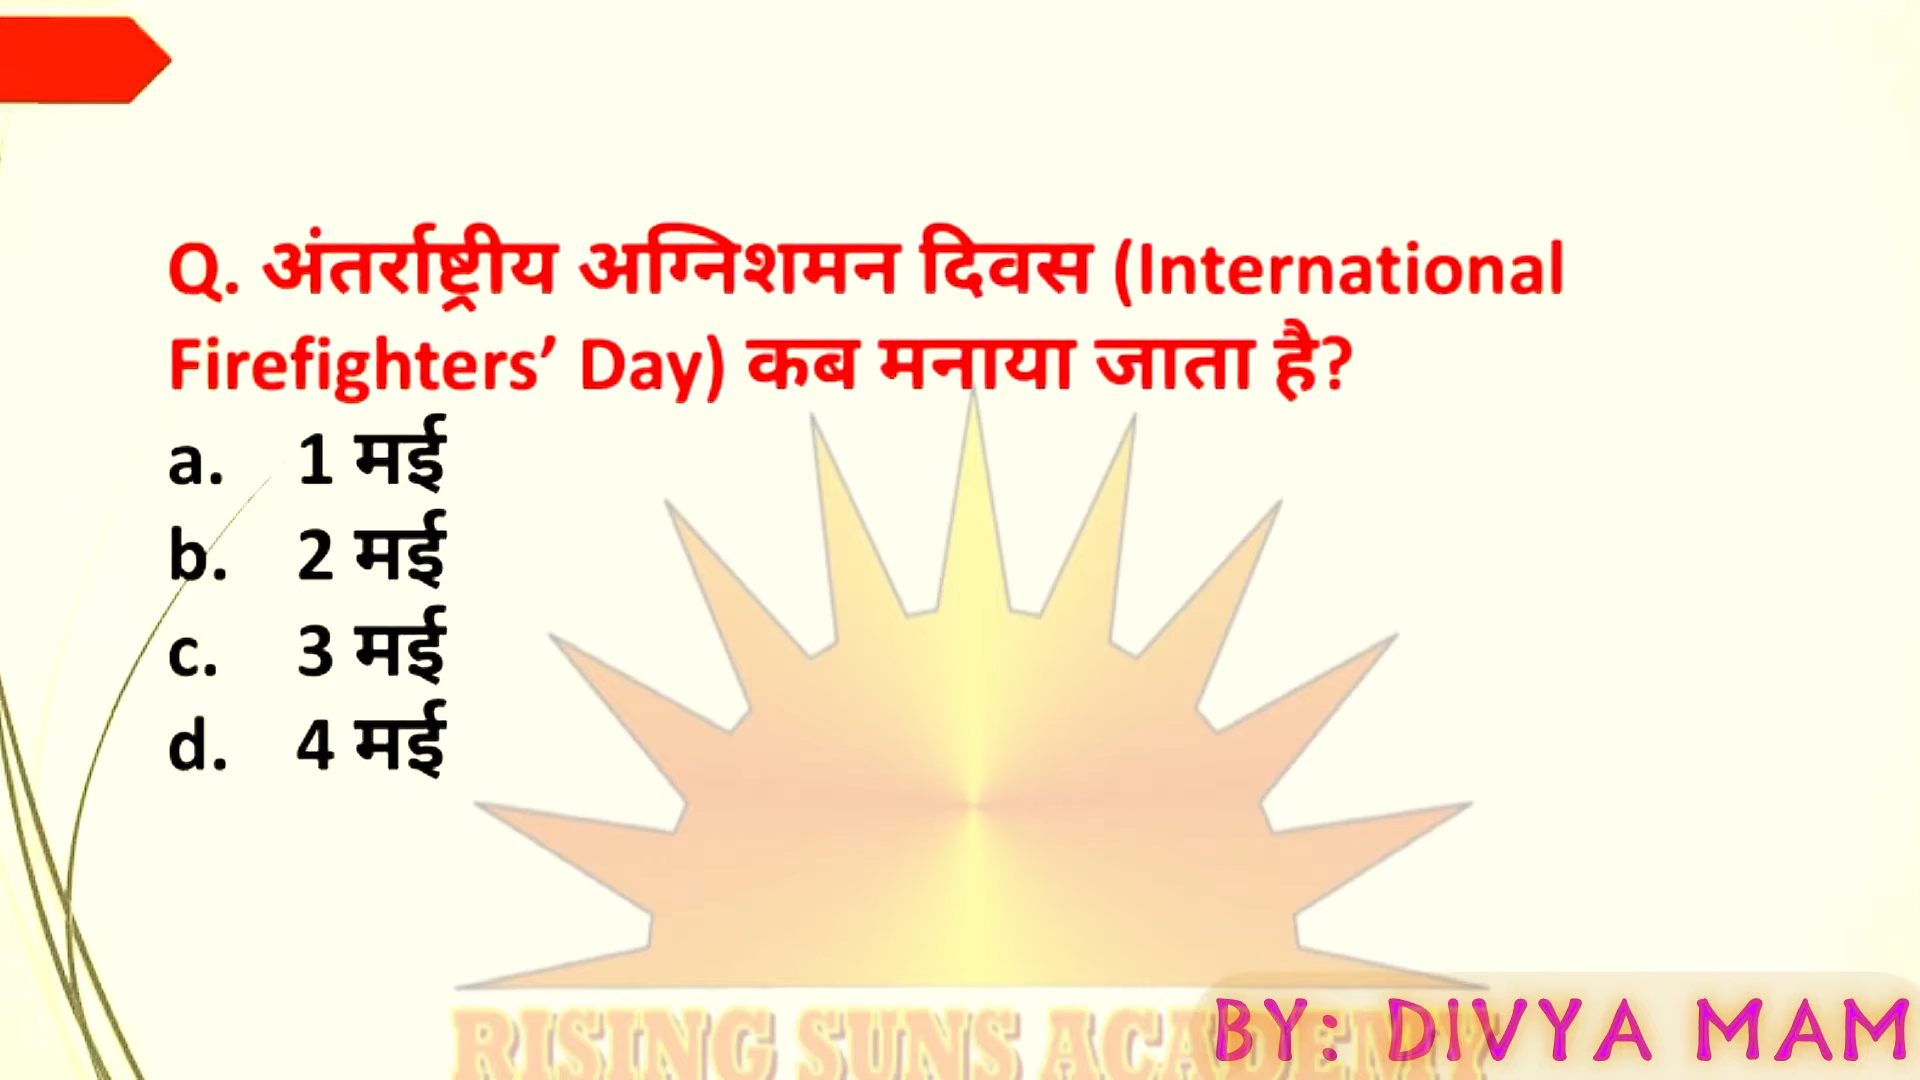 Q. अंतर्राष्ट्रीय अग्निशमन दिवस (International
Firefighters’ Day) कब मनाया जाता है?
a. 1 मई
b. 2 मई
c. 3 मई
d. 4 मई
RISING SUNS ACADEMY
BY: DIVYA MAM